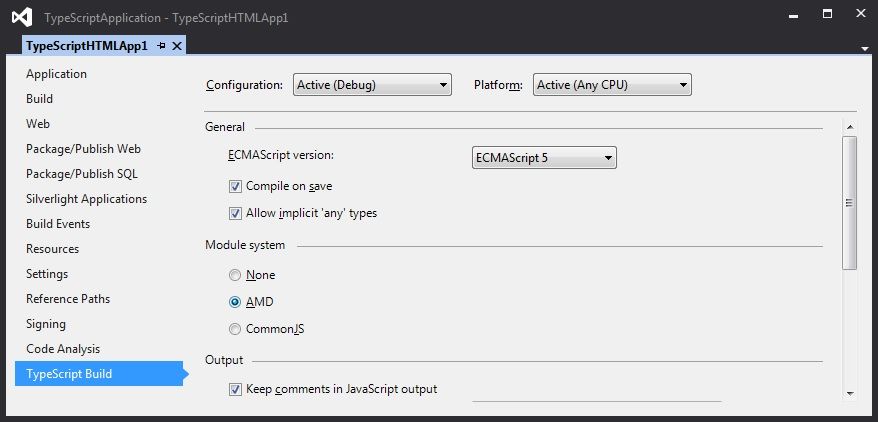 TypeScriptApplication - TypeScriptHTMLApp1
TypeScriptHTMLApp1
Application
Build
Web
Package/Publish Web
Package/Publish SQL
Silverlight Applications
Build Events
Resources
Settings
Reference Paths
Signing
Code Analysis
TypeScript Build
Configuration: Active (Debug) Platform: Active (Any CPU)
General
ECMAScript version: ECMAScript 5
Compile on save
Allow implicit 'any' types
Module system
None
AMD
CommonJS
Output
Keep comments in JavaScript output